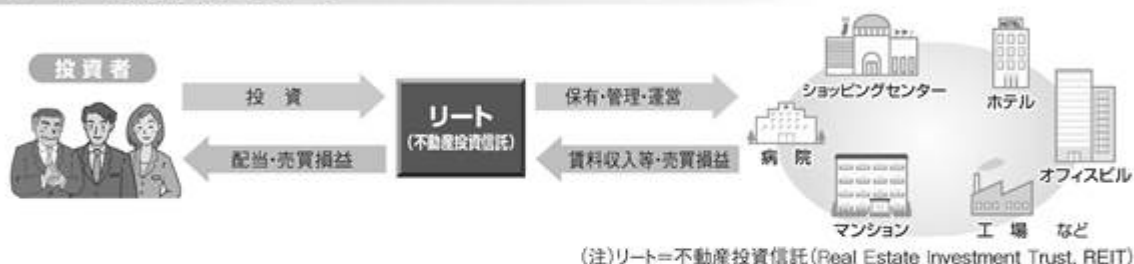 投資者
投 資
配当・売買損益
リート
(不動産投資信託)
保有・管理・運営
賃料収入等・売買損益
ショッピングセンター
HOTEL
ホテル
病 院
オフィスビル
マンション
工 場 など
(注)リート=不動産投資信託(Real Estate Investment Trust, REIT)